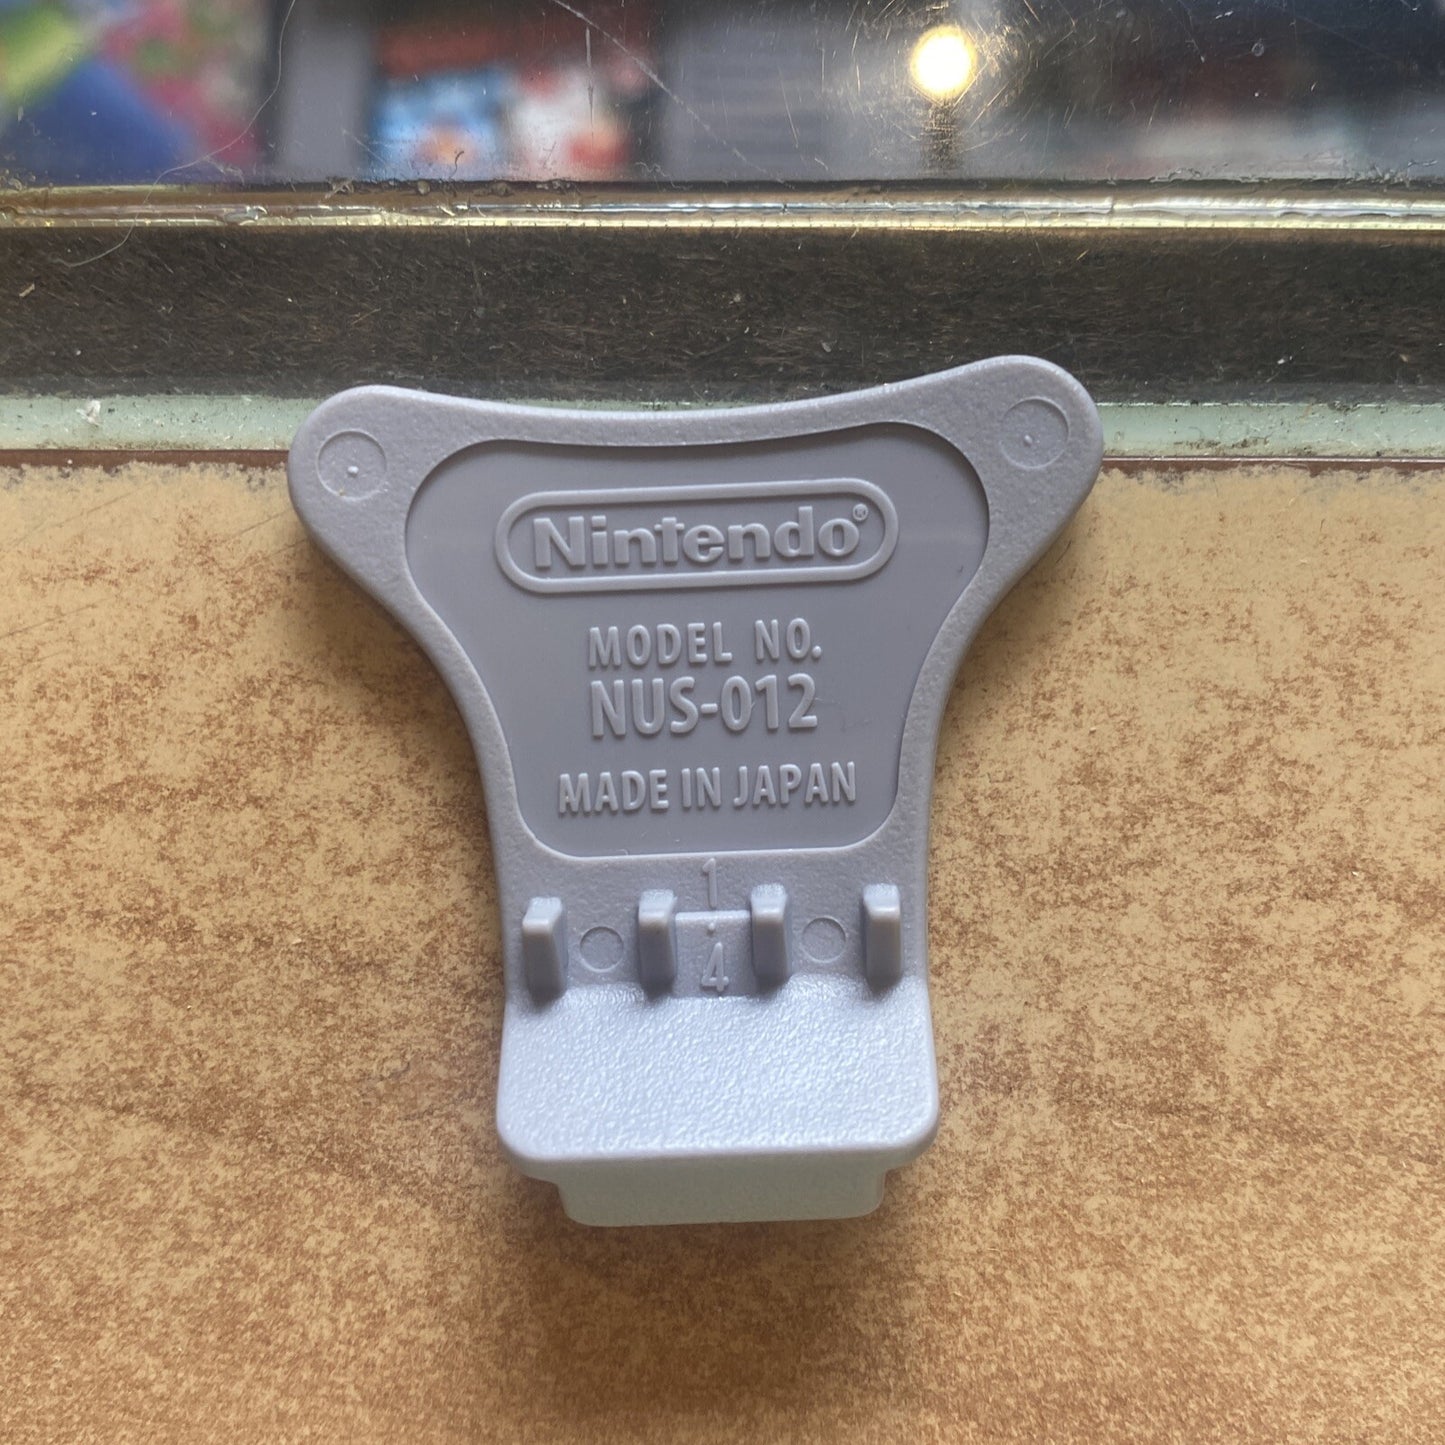 Nintendo®
MODEL NO.
NUS-012
MADE IN JAPAN
1
4